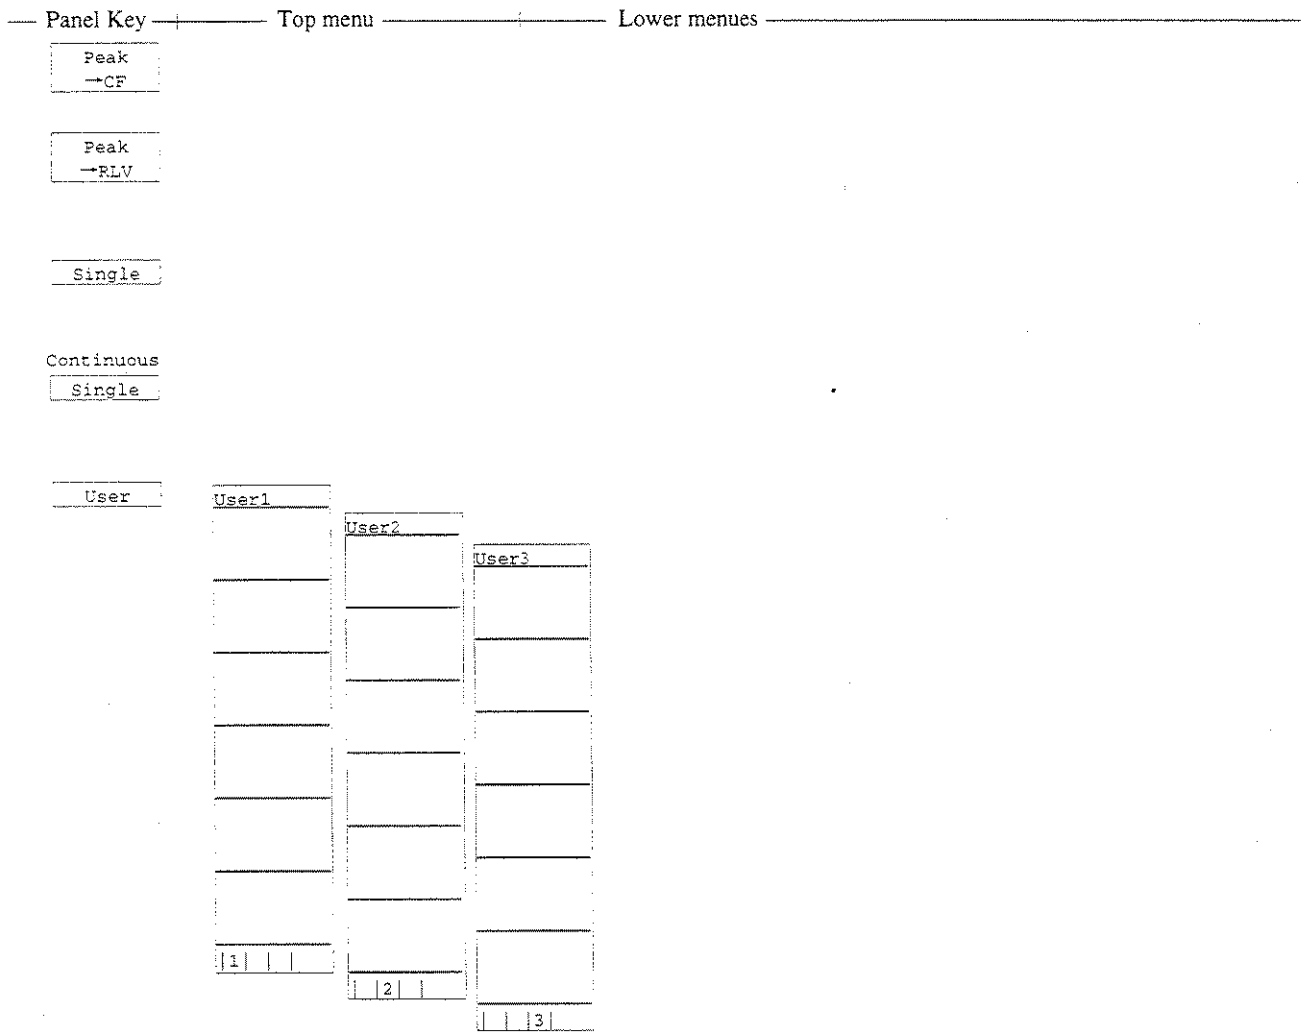 Panel Key Top menu Lower menues
Peak
→CF
Peak
→RLV
Single
Continuous
Single
User
User1
User2
User3
1
2
3